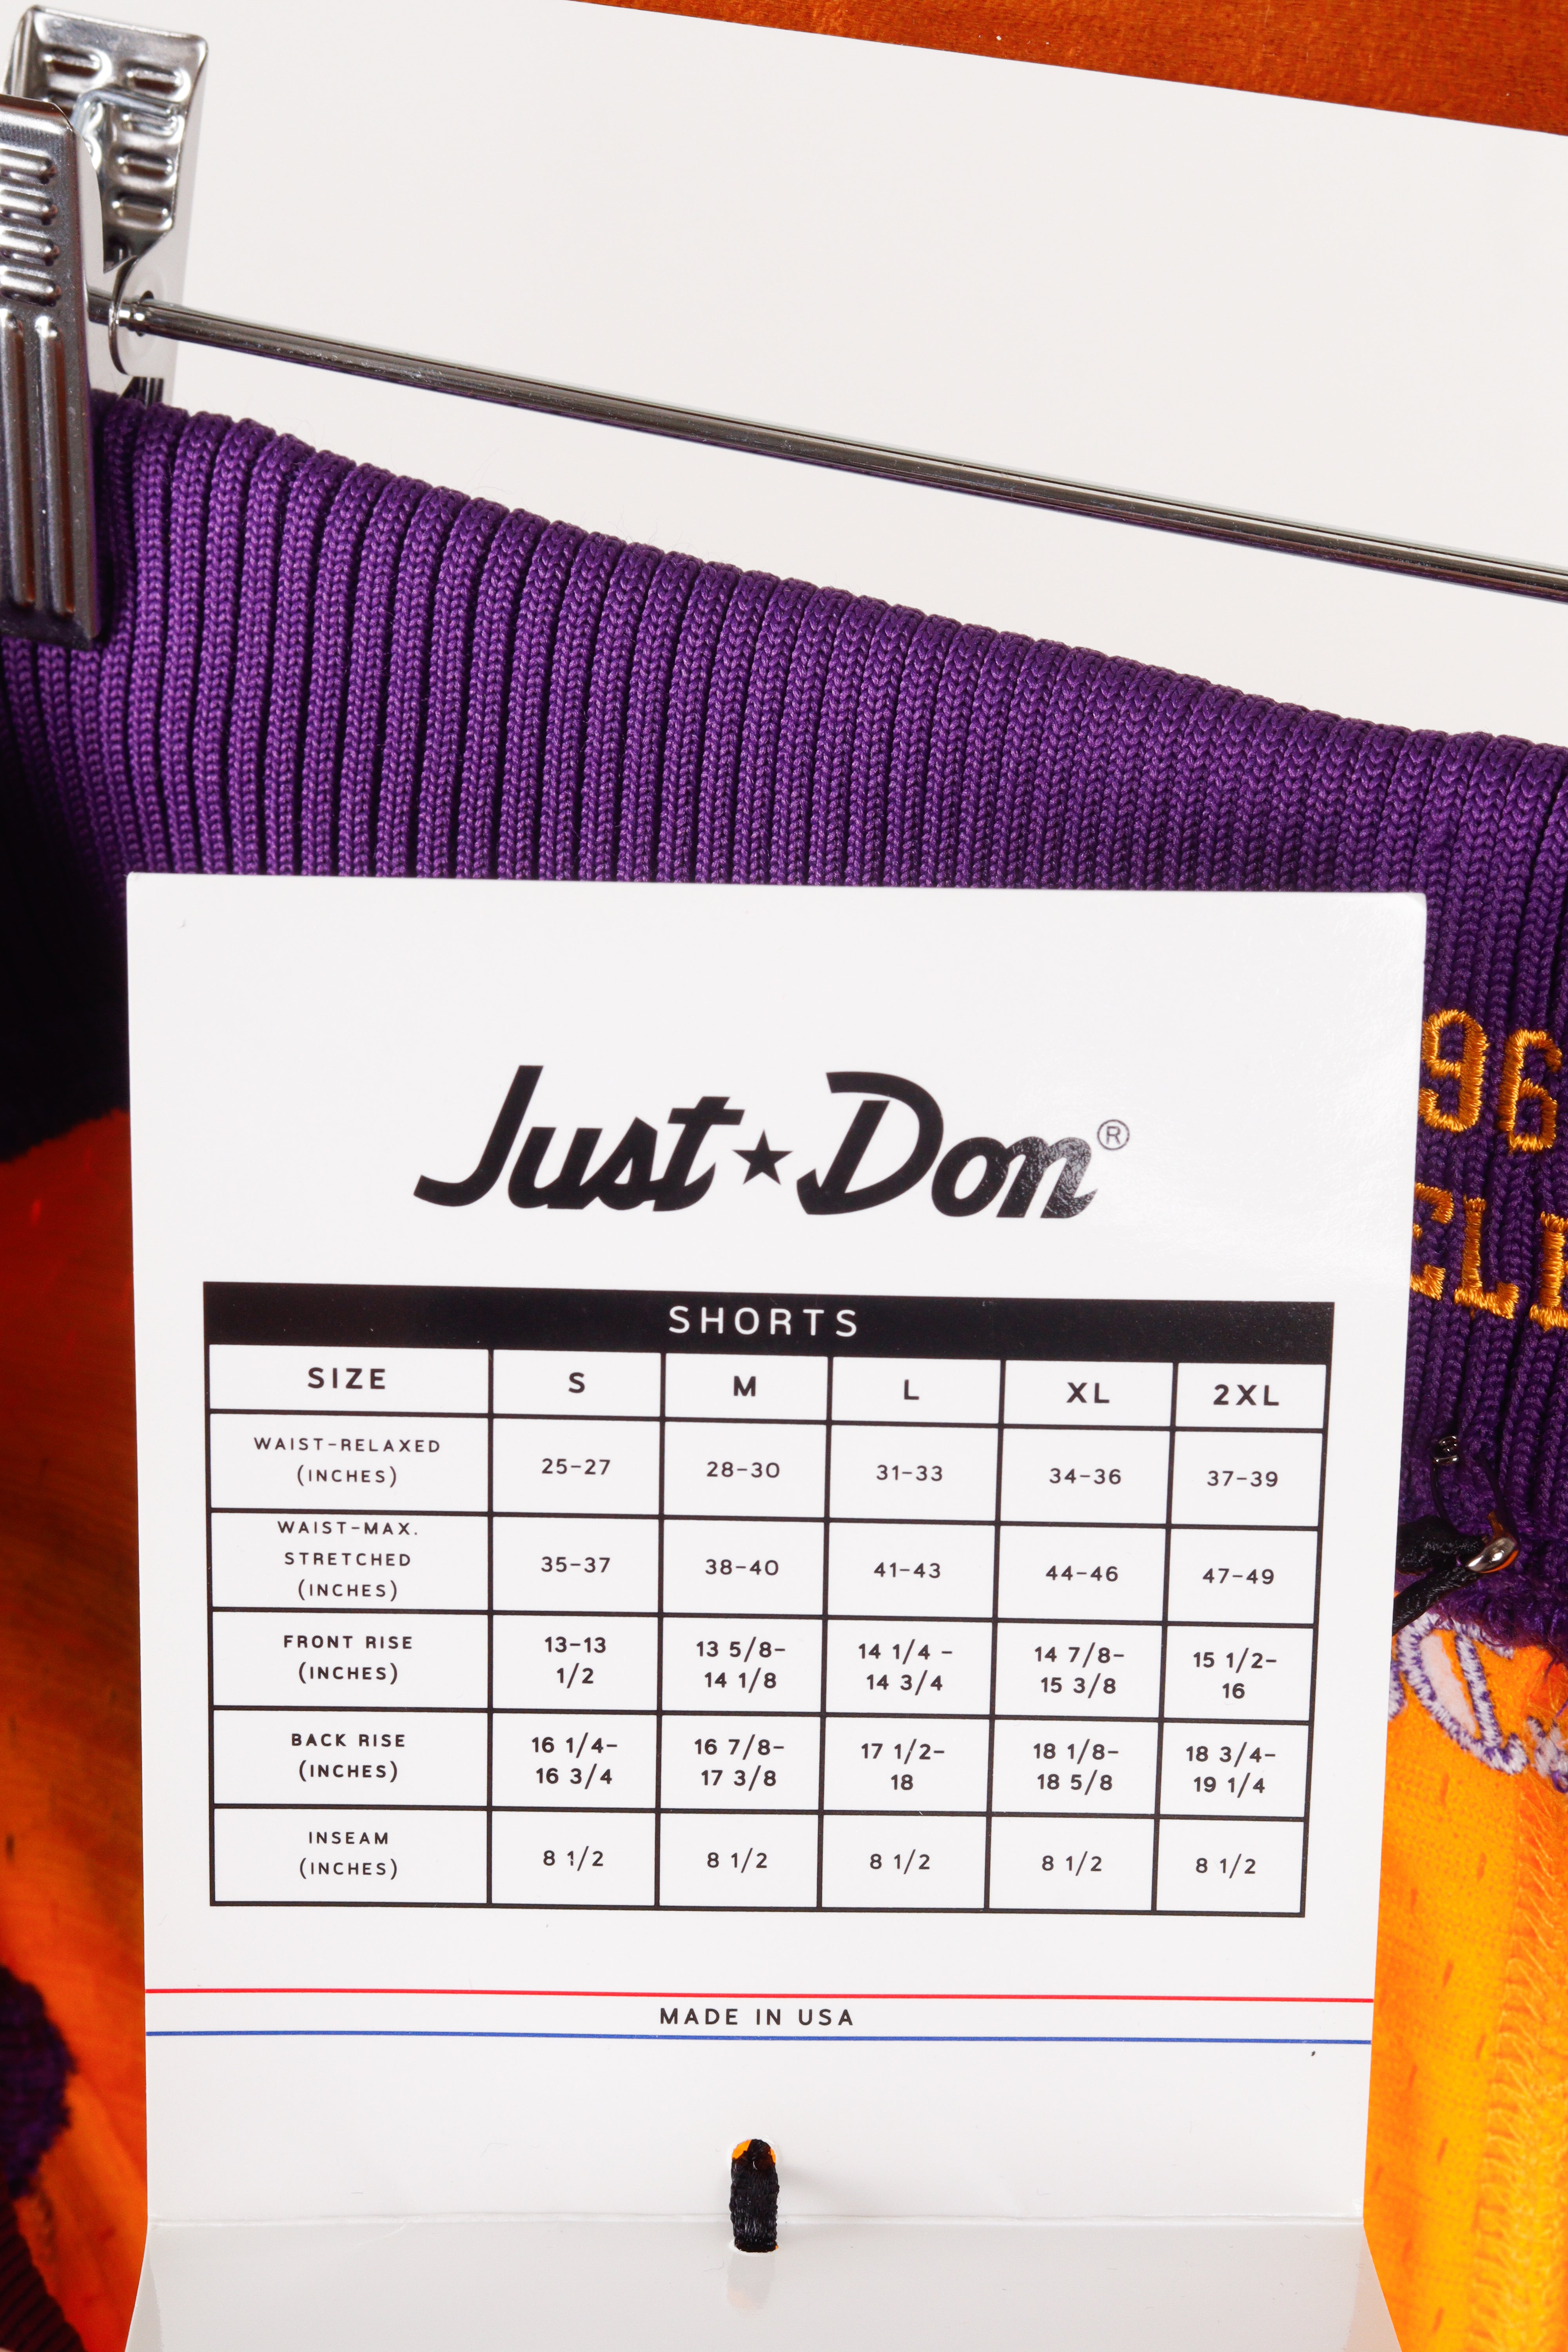 Just★Don®
SHORTS
SIZE S M L XL 2XL
WAIST-RELAXED
(INCHES) 25-27 28-30 31-33 34-36 37-39
WAIST-MAX.
STRETCHED
(INCHES) 35-37 38-40 41-43 44-46 47-49
FRONT RISE
(INCHES)
13-13
1/2
13 5/8-
14 1/8
14 1/4 -
14 3/4
14 7/8-
15 3/8
15 1/2-
16
BACK RISE
(INCHES)
16 1/4-
16 3/4
16 7/8-
17 3/8
17 1/2-
18
18 1/8-
18 5/8
18 3/4-
19 1/4
INSEAM
(INCHES) 8 1/2 8 1/2 8 1/2 8 1/2 8 1/2
MADE IN USA
96